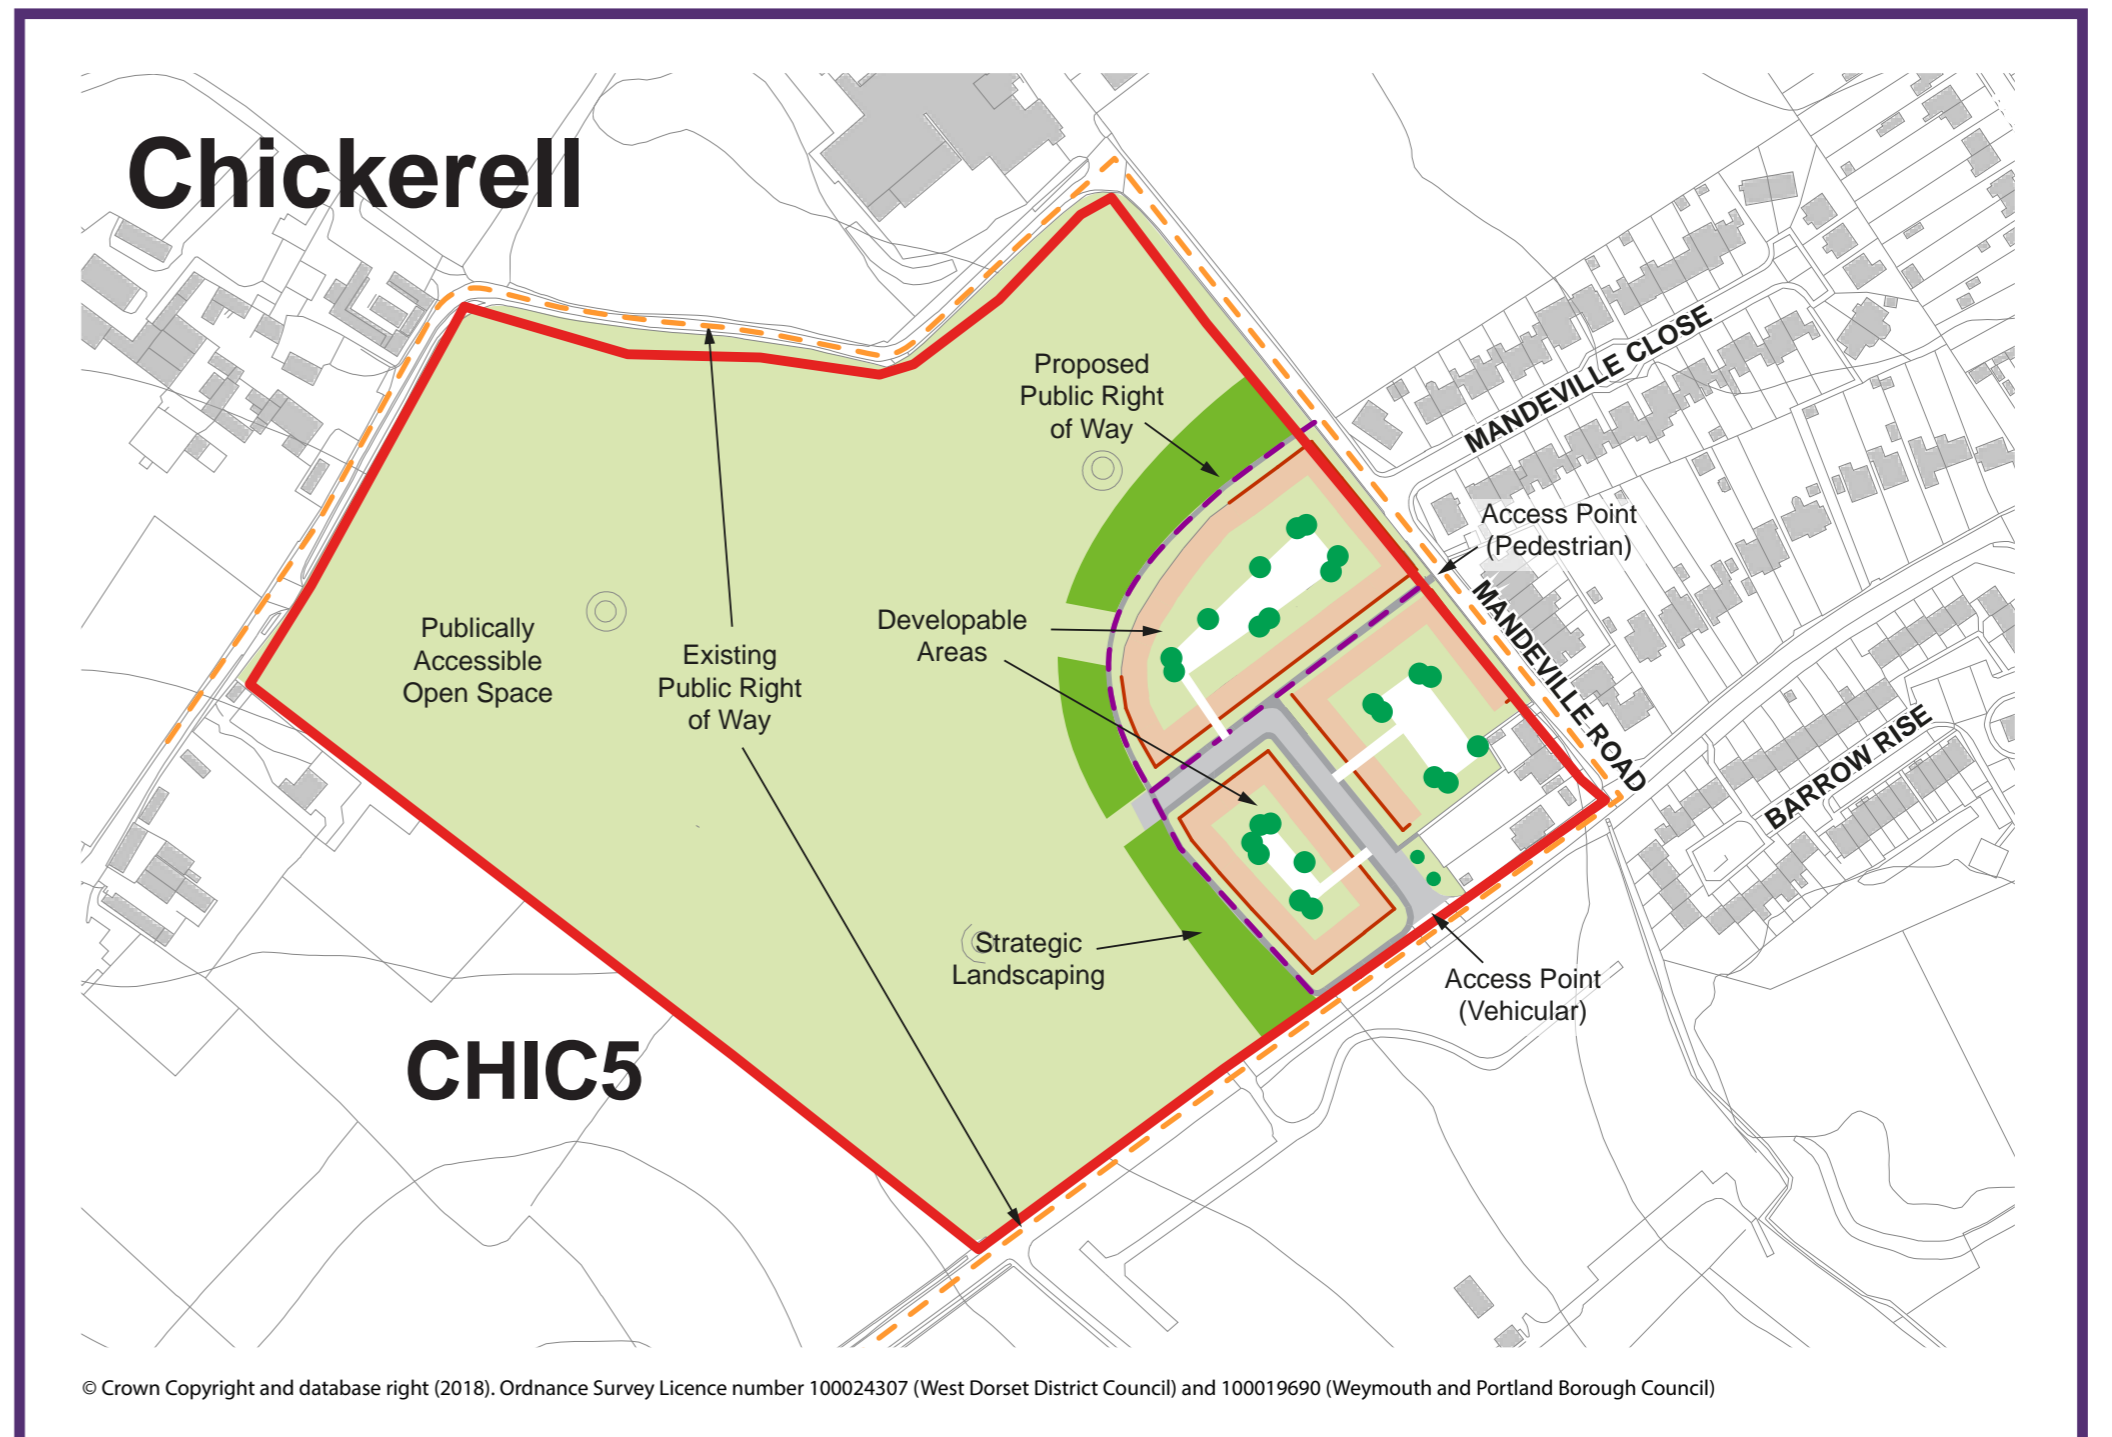 Chickerell
MANDEVILLE CLOSE
Proposed
Public Right
of Way
Access Point
(Pedestrian)
MANDEVILLE ROAD
Developable
Areas
Publically
Accessible
Open Space
Existing
Public Right
of Way
BARROW RISE
Strategic
Landscaping
Access Point
(Vehicular)
CHIC5
© Crown Copyright and database right (2018). Ordnance Survey Licence number 100024307 (West Dorset District Council) and 100019690 (Weymouth and Portland Borough Council)